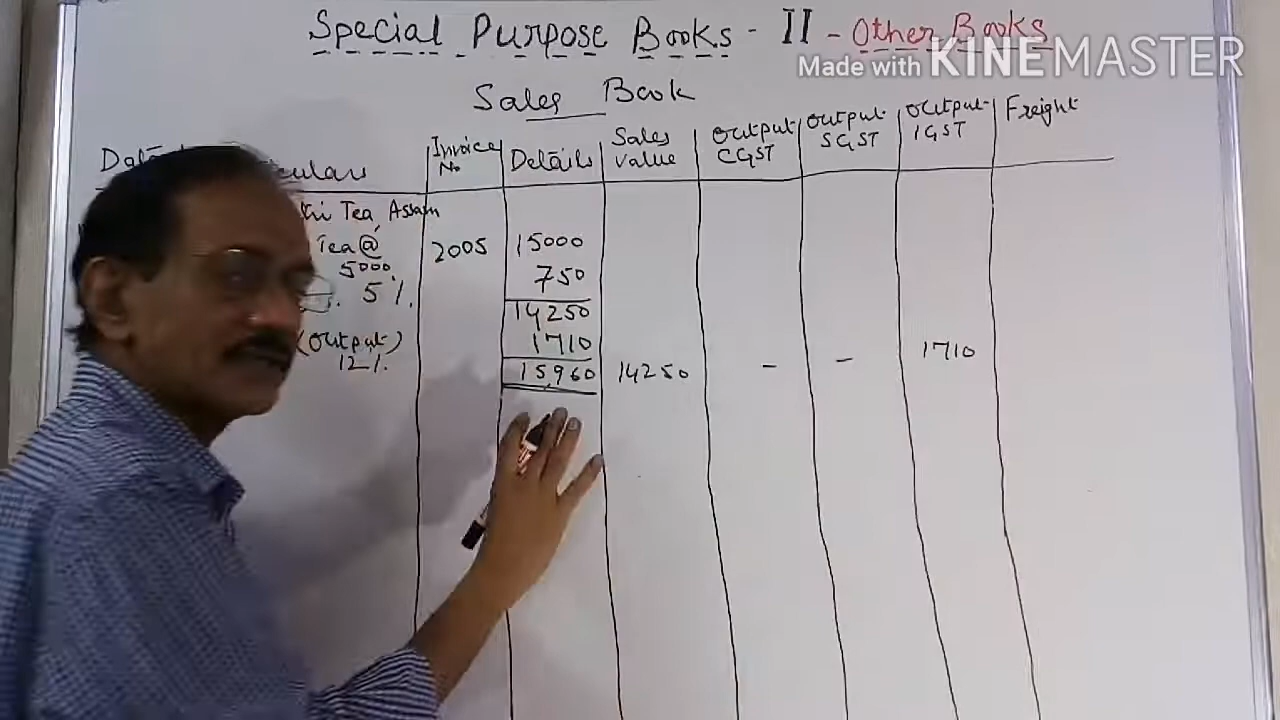 Special Purpose Books - II - Other Books
Made with KINEMASTER
Sales Book
Invoice No
Details
Sales Value
Output CGST
Output SGST
Output IGST
Freight
Tea, Assam
Tea @ 2005 15000
5000 750
5 %. 14250
(Output) 1710 1710
12%. 15960 14250 - -